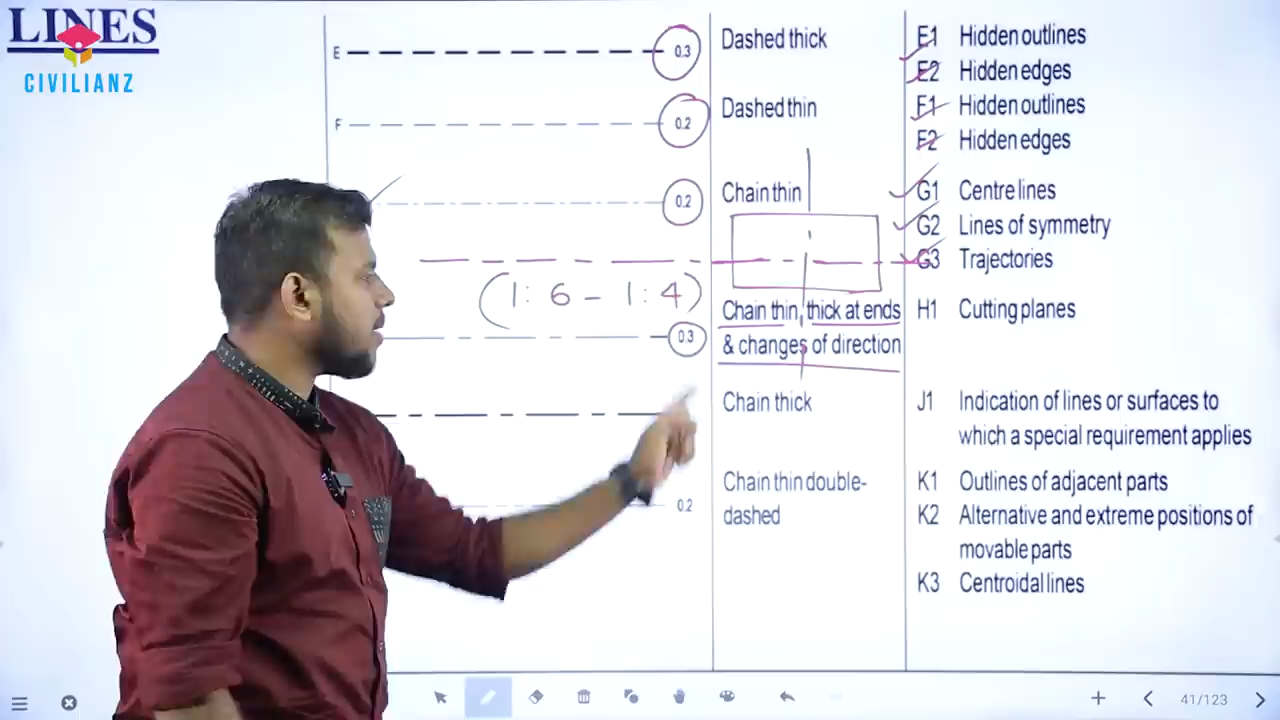 LINES
CIVILIANZ
E 0.3 Dashed thick E1 Hidden outlines
E2 Hidden edges
F 0.2 Dashed thin F1 Hidden outlines
F2 Hidden edges
0.2 Chain thin G1 Centre lines
G2 Lines of symmetry
G3 Trajectories
(1 : 6 – 1 : 4)
0.3 Chain thin, thick at ends H1 Cutting planes
& changes of direction
Chain thick J1 Indication of lines or surfaces to
which a special requirement applies
0.2 Chain thin double- K1 Outlines of adjacent parts
dashed K2 Alternative and extreme positions of
movable parts
K3 Centroidal lines
41/123